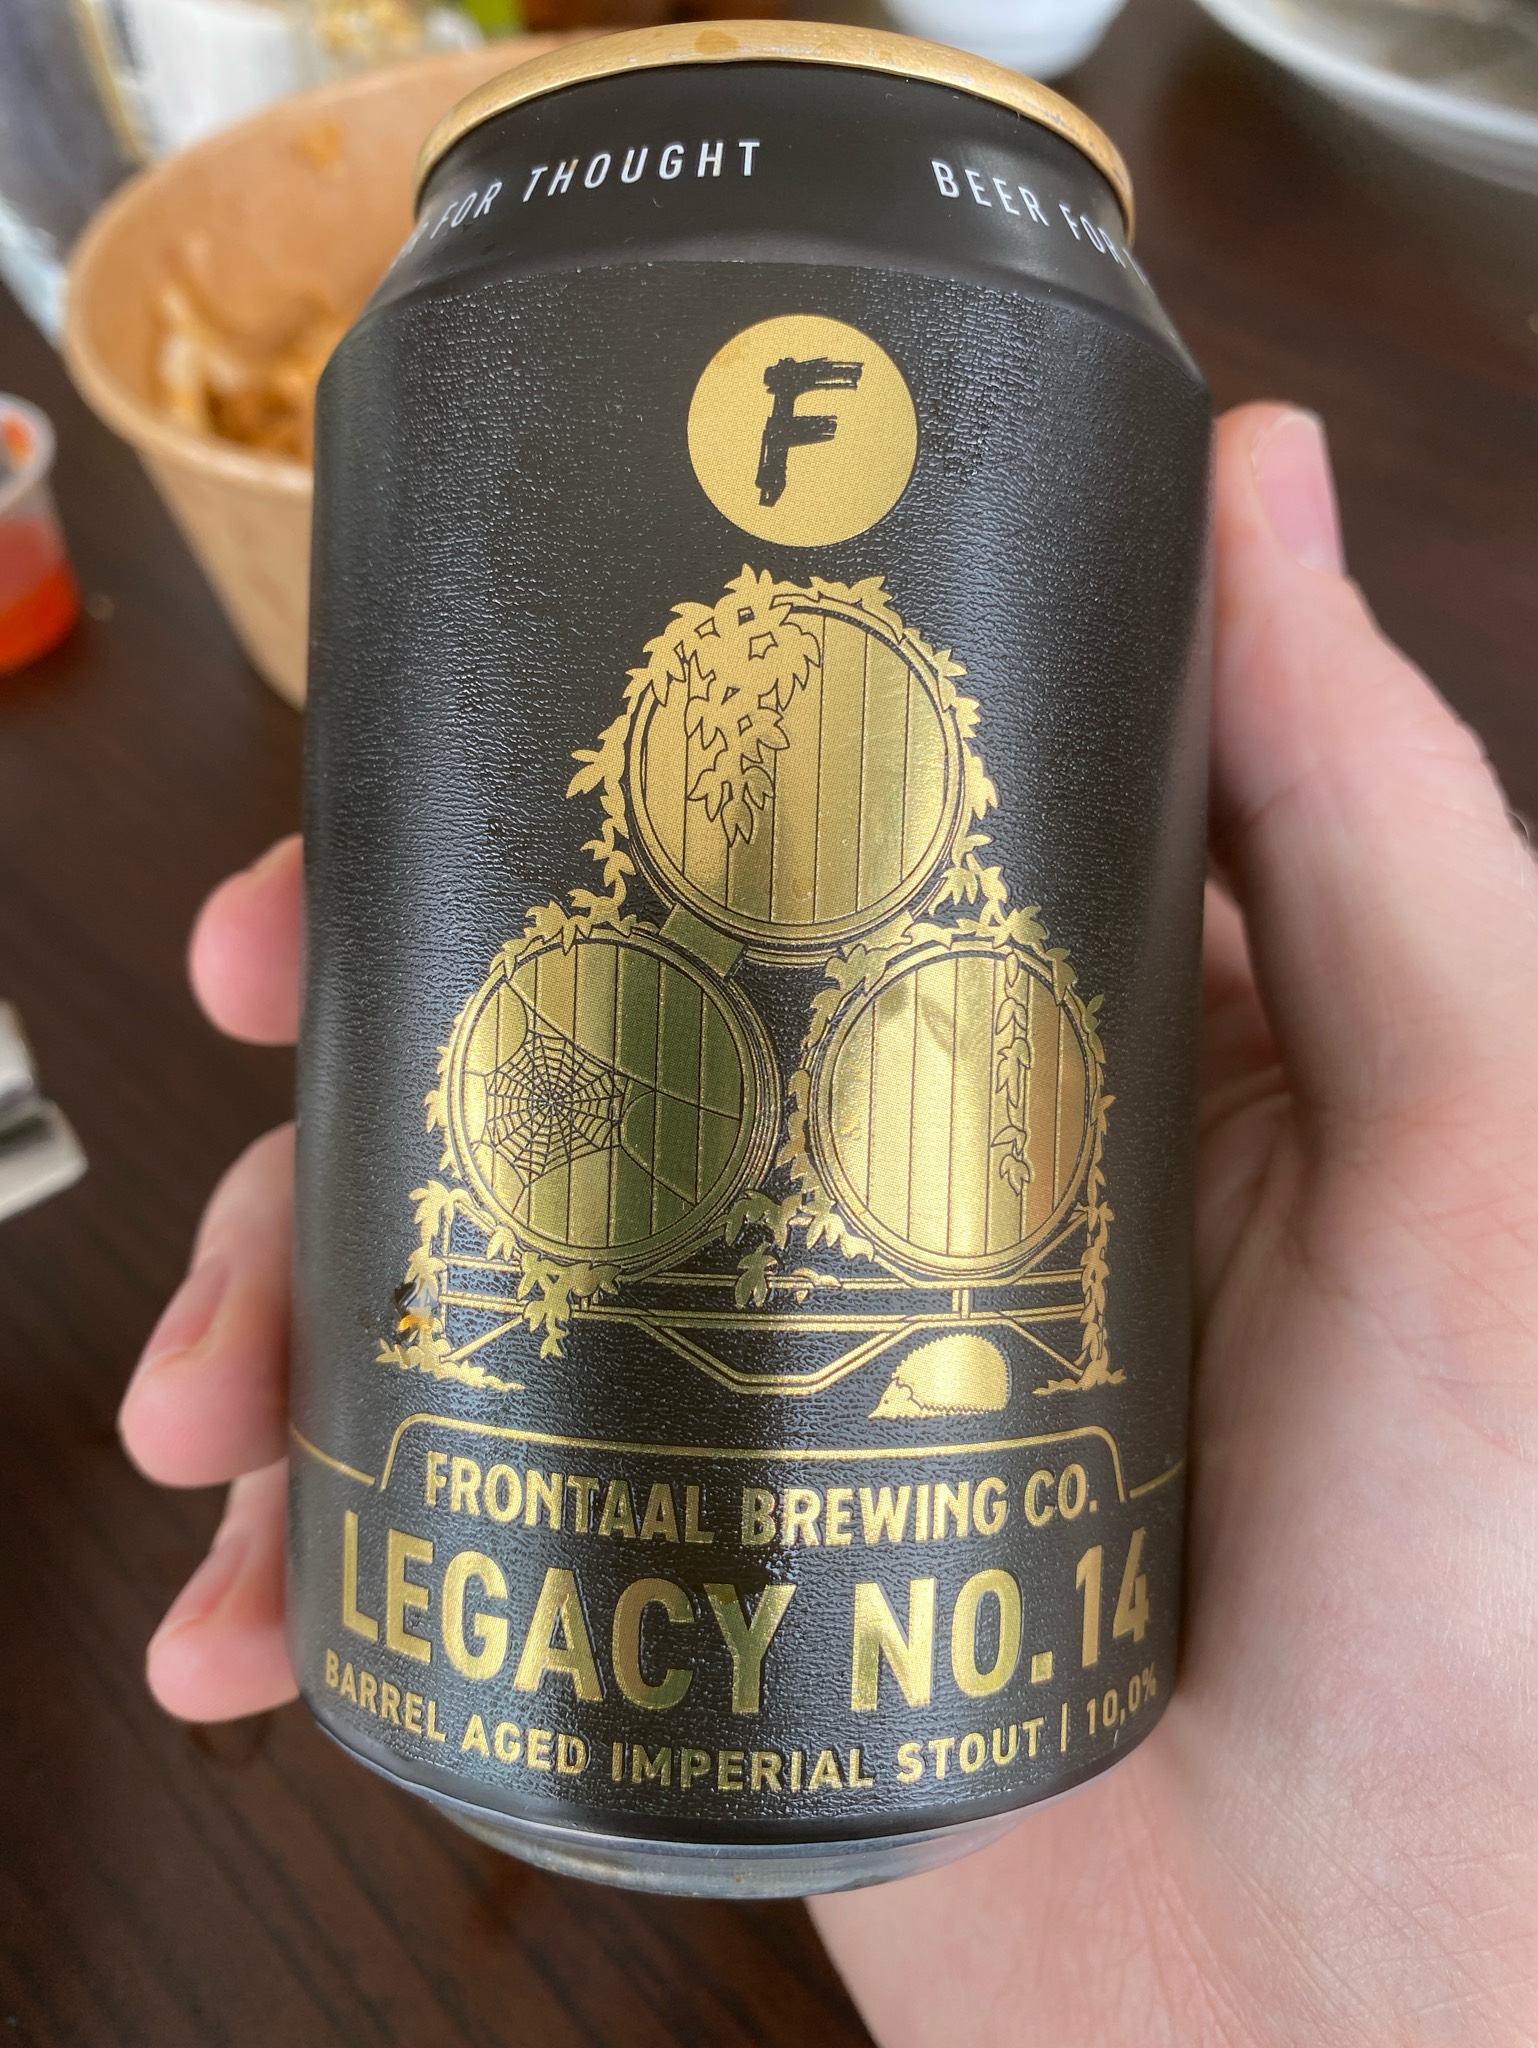 FOR THOUGHT
BEER FOR
F
FRONTAAL BREWING CO.
LEGACY NO.14
BARREL AGED IMPERIAL STOUT | 10,0%